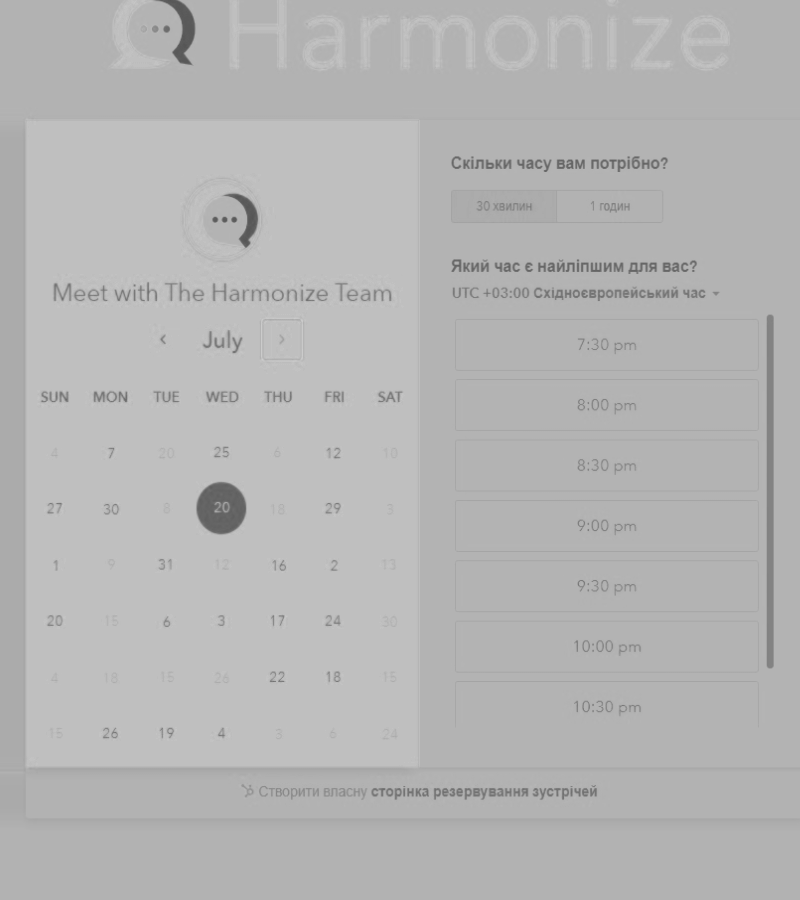 Harmonize
Meet with The Harmonize Team
July
SUN MON TUE WED THU FRI SAT
4 7 20 25 6 12 10
27 30 8 20 18 29 3
1 9 31 12 16 2 13
20 15 6 3 17 24 30
4 18 15 26 22 18 15
15 26 19 4 3 6 24
Скільки часу вам потрібно?
30 хвилин 1 годин
Який час є найліпшим для вас?
UTC +03:00 Східноєвропейський час
7:30 pm
8:00 pm
8:30 pm
9:00 pm
9:30 pm
10:00 pm
10:30 pm
Створити власну сторінка резервування зустрічей